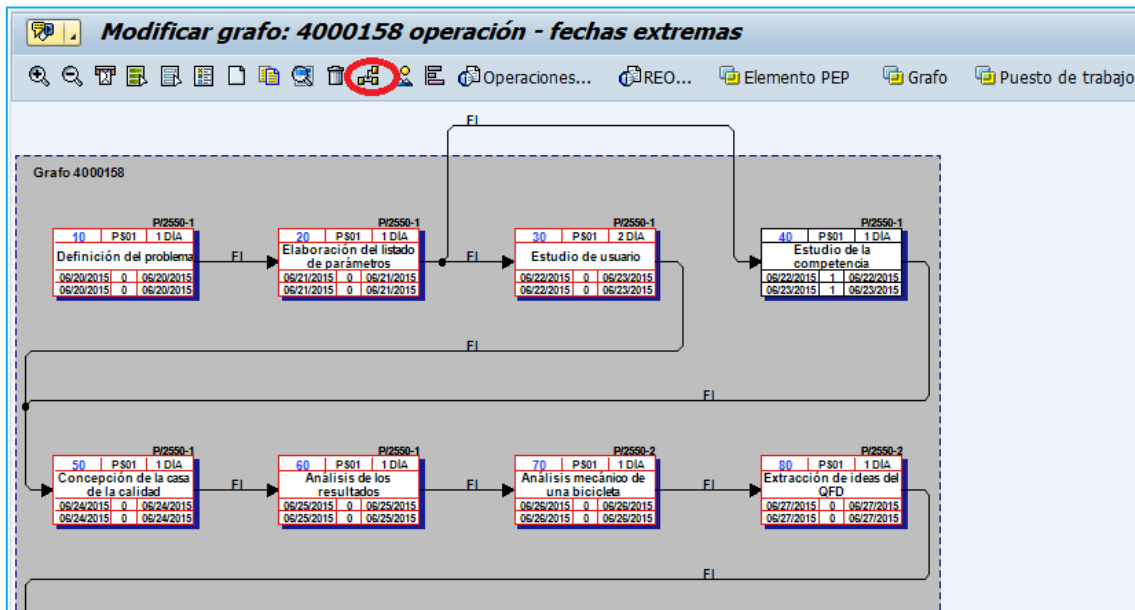 Modificar grafo: 4000158 operación - fechas extremas
Operaciones... REO... Elemento PEP Grafo Puesto de trabajo
FI
Grafo 4000158
P/2550-1 P/2550-1 P/2550-1 P/2550-1
10 PS01 1 DÍA 20 PS01 1 DÍA 30 PS01 2 DÍA 40 PS01 1 DÍA
Definición del problema FI Elaboración del listado FI Estudio de usuario Estudio de la
de parámetros competencia
06/20/2015 0 06/20/2015 06/21/2015 0 06/21/2015 06/22/2015 0 06/23/2015 06/22/2015 1 06/22/2015
06/20/2015 0 06/20/2015 06/21/2015 0 06/21/2015 06/22/2015 0 06/23/2015 06/23/2015 1 06/23/2015
FI
FI
P/2550-1 P/2550-1 P/2550-2 P/2550-2
50 PS01 1 DÍA 60 PS01 1 DÍA 70 PS01 1 DÍA 80 PS01 1 DÍA
Concepción de la casa Análisis de los Análisis mecánico de Extracción de ideas del
de la calidad FI resultados FI una bicicleta FI QFD
06/24/2015 0 06/24/2015 06/25/2015 0 06/25/2015 06/26/2015 0 06/26/2015 06/27/2015 0 06/27/2015
06/24/2015 0 06/24/2015 06/25/2015 0 06/25/2015 06/26/2015 0 06/26/2015 06/27/2015 0 06/27/2015
FI